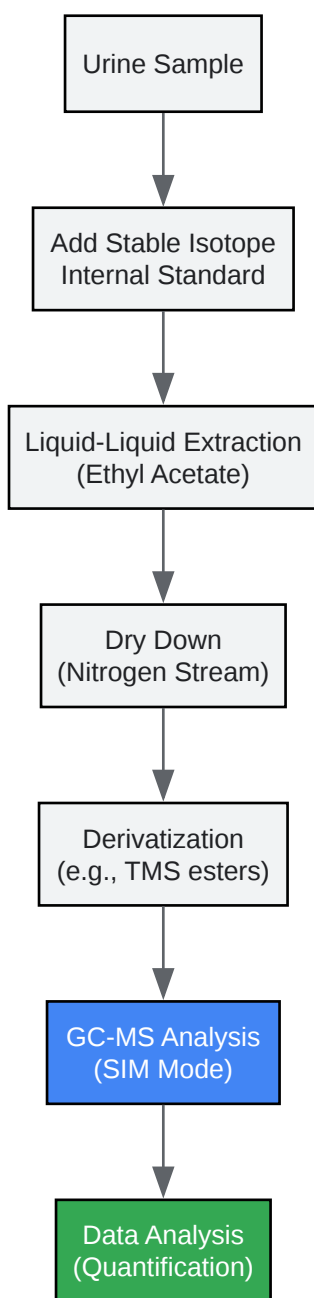 Urine Sample
Add Stable Isotope
Internal Standard
Liquid-Liquid Extraction
(Ethyl Acetate)
Dry Down
(Nitrogen Stream)
Derivatization
(e.g., TMS esters)
GC-MS Analysis
(SIM Mode)
Data Analysis
(Quantification)